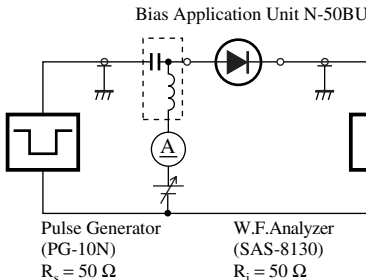 Bias Application Unit N-50BU
A
Pulse Generator
(PG-10N)
Rs = 50 Ω
W.F.Analyzer
(SAS-8130)
Ri = 50 Ω